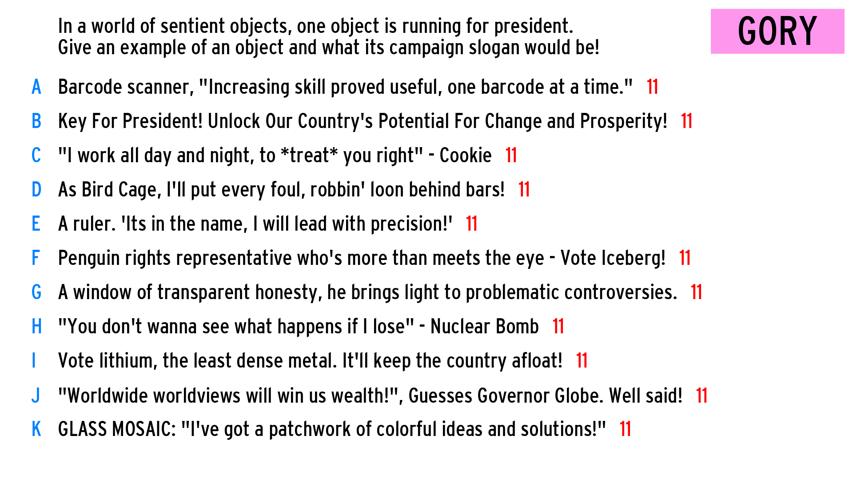 In a world of sentient objects, one object is running for president.
Give an example of an object and what its campaign slogan would be!
GORY
A Barcode scanner, "Increasing skill proved useful, one barcode at a time." 11
B Key For President! Unlock Our Country's Potential For Change and Prosperity! 11
C "I work all day and night, to *treat* you right" - Cookie 11
D As Bird Cage, I'll put every foul, robbin' loon behind bars! 11
E A ruler. 'Its in the name, I will lead with precision!' 11
F Penguin rights representative who's more than meets the eye - Vote Iceberg! 11
G A window of transparent honesty, he brings light to problematic controversies. 11
H "You don't wanna see what happens if I lose" - Nuclear Bomb 11
I Vote lithium, the least dense metal. It'll keep the country afloat! 11
J "Worldwide worldviews will win us wealth!", Guesses Governor Globe. Well said! 11
K GLASS MOSAIC: "I've got a patchwork of colorful ideas and solutions!" 11